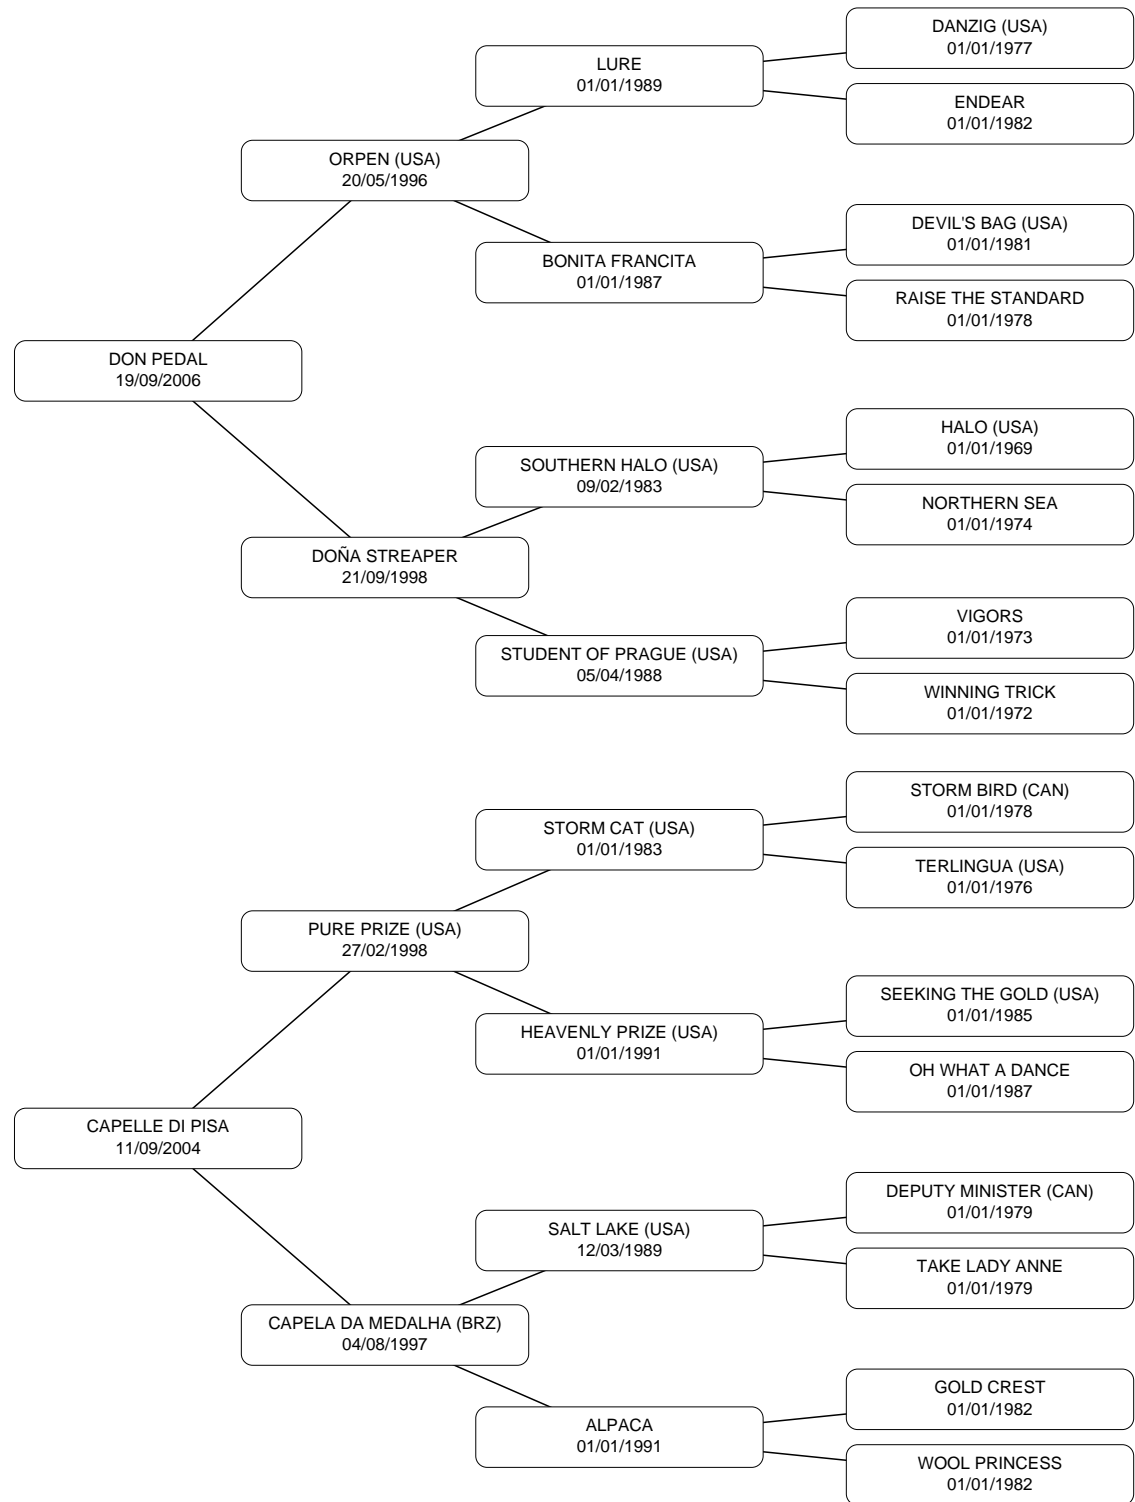 DANZIG (USA)
01/01/1977
LURE
01/01/1989
ENDEAR
01/01/1982
ORPEN (USA)
20/05/1996
DEVIL'S BAG (USA)
01/01/1981
BONITA FRANCITA
01/01/1987
RAISE THE STANDARD
01/01/1978
DON PEDAL
19/09/2006
HALO (USA)
01/01/1969
SOUTHERN HALO (USA)
09/02/1983
NORTHERN SEA
01/01/1974
DOÑA STREAPER
21/09/1998
VIGORS
01/01/1973
STUDENT OF PRAGUE (USA)
05/04/1988
WINNING TRICK
01/01/1972
STORM BIRD (CAN)
01/01/1978
STORM CAT (USA)
01/01/1983
TERLINGUA (USA)
01/01/1976
PURE PRIZE (USA)
27/02/1998
SEEKING THE GOLD (USA)
01/01/1985
HEAVENLY PRIZE (USA)
01/01/1991
OH WHAT A DANCE
01/01/1987
CAPELLE DI PISA
11/09/2004
DEPUTY MINISTER (CAN)
01/01/1979
SALT LAKE (USA)
12/03/1989
TAKE LADY ANNE
01/01/1979
CAPELA DA MEDALHA (BRZ)
04/08/1997
GOLD CREST
01/01/1982
ALPACA
01/01/1991
WOOL PRINCESS
01/01/1982